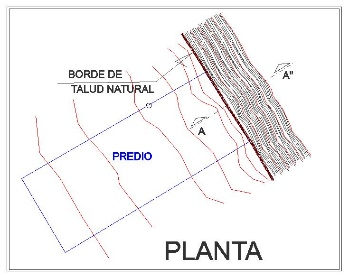 BORDE DE
TALUD NATURAL
A"
A
PREDIO
PLANTA